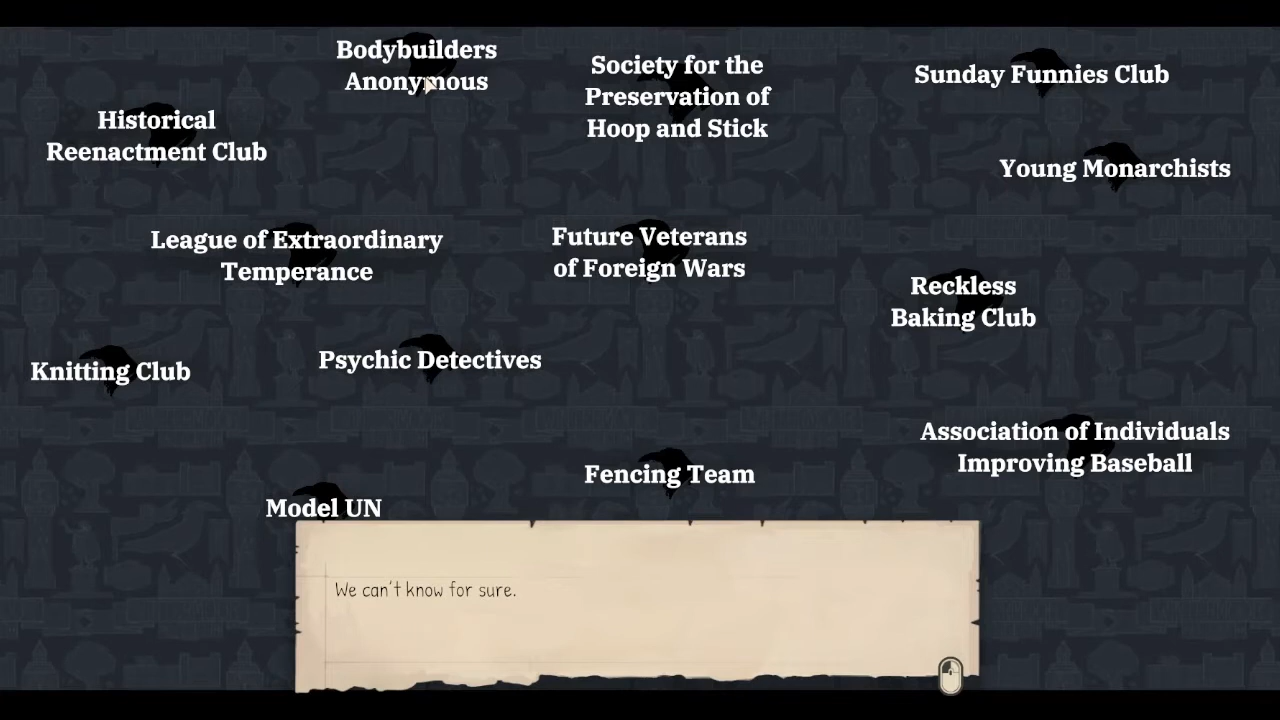 Bodybuilders
Anonymous
Society for the
Preservation of
Hoop and Stick
Sunday Funnies Club
Historical
Reenactment Club
Young Monarchists
League of Extraordinary
Temperance
Future Veterans
of Foreign Wars
Reckless
Baking Club
Knitting Club
Psychic Detectives
Association of Individuals
Improving Baseball
Fencing Team
Model UN
We can't know for sure.